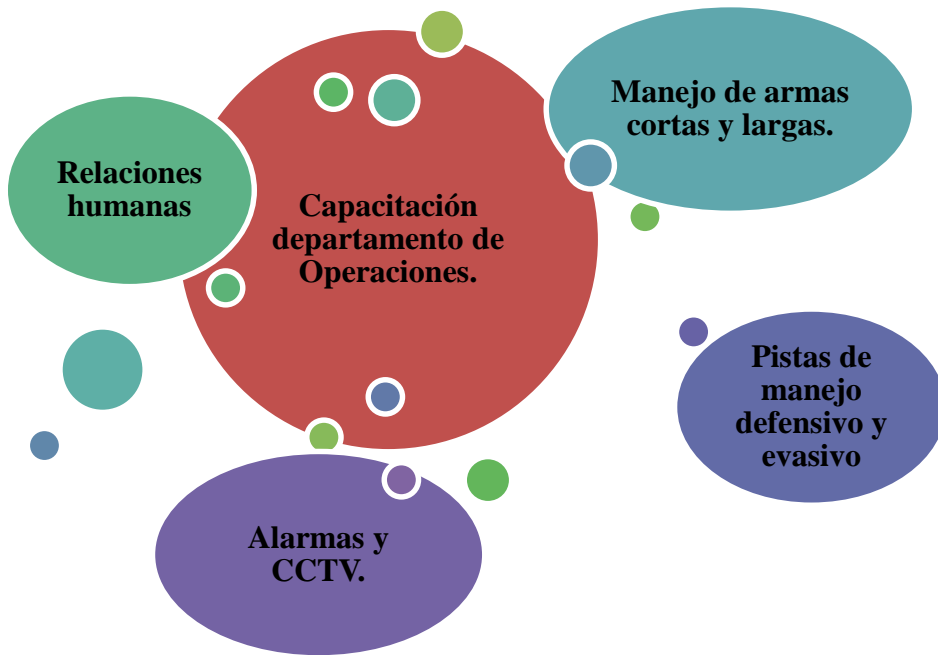 Manejo de armas
cortas y largas.
Relaciones
humanas
Capacitación
departamento de
Operaciones.
Pistas de
manejo
defensivo y
evasivo
Alarmas y
CCTV.